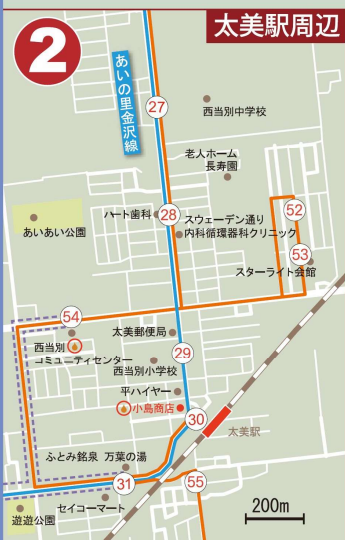 2
太美駅周辺
あいの里金沢線
27
西当別中学校
老人ホーム
長寿園
52
ハート歯科
28
スウェーデン通り
内科循環器科クリニック
あいあい公園
53
スターライト会館
54
太美郵便局
29
西当別
コミュニティセンター
西当別小学校
平ハイヤー
小島商店
30
太美駅
ふとみ銘泉 万葉の湯
31
55
セイコーマート
遊遊公園
200m